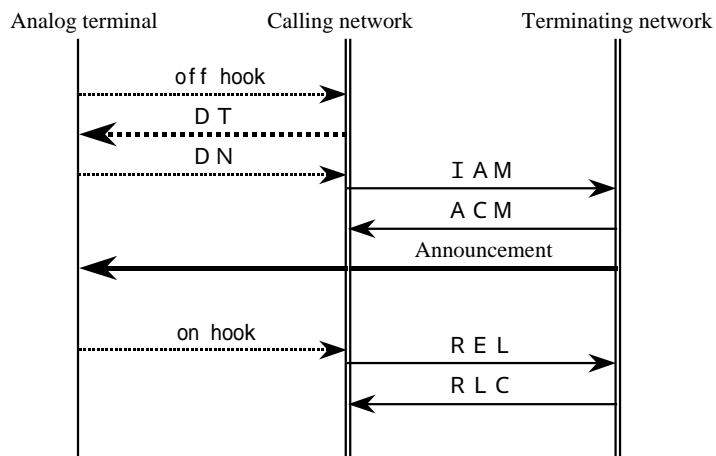 Analog terminal Calling network Terminating network
off hook
DT
DN
IAM
ACM
Announcement
on hook
REL
RLC